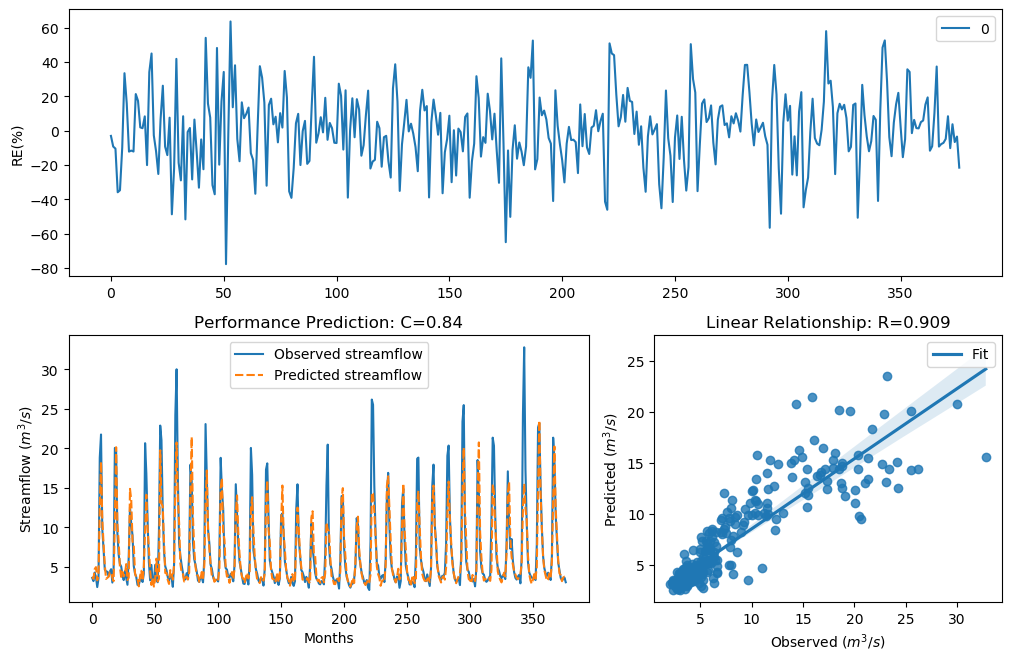 RE(%)
60
40
20
0
−20
−40
−60
−80
0
0 50 100 150 200 250 300 350
Performance Prediction: C=0.84
Streamflow (m³/s)
30
25
20
15
10
5
Observed streamflow
Predicted streamflow
0 50 100 150 200 250 300 350
Months
Linear Relationship: R=0.909
Predicted (m³/s)
25
20
15
10
5
Fit
5 10 15 20 25 30
Observed (m³/s)